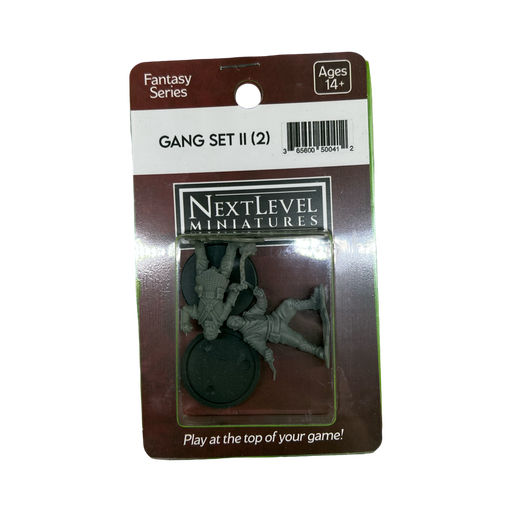 Fantasy
Series
Ages
14+
GANG SET II (2)
3 65600 50041 2
NEXTLEVEL
MINIATURES
Play at the top of your game!